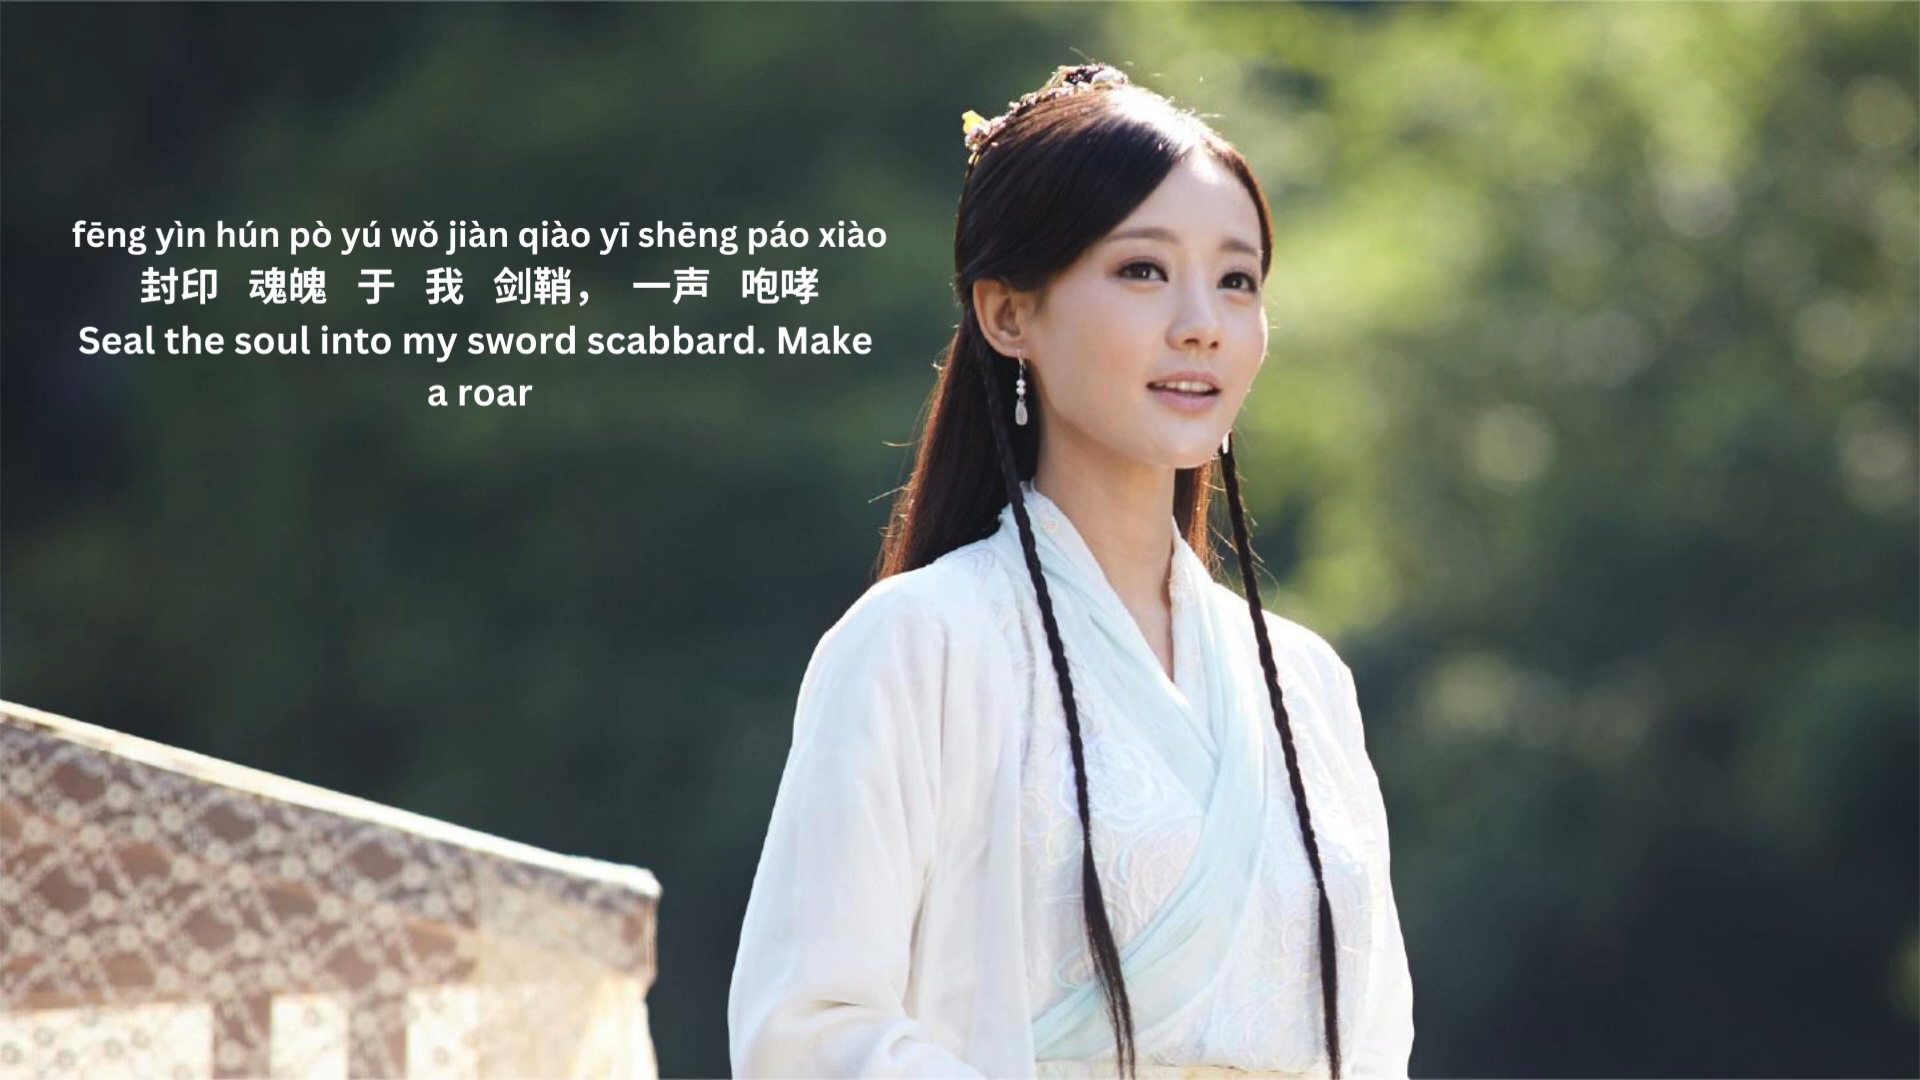 fēng yìn hún pò yú wǒ jiàn qiào yī shēng páo xiào
封印 魂魄 于 我 剑鞘， 一声 咆哮
Seal the soul into my sword scabbard. Make
a roar